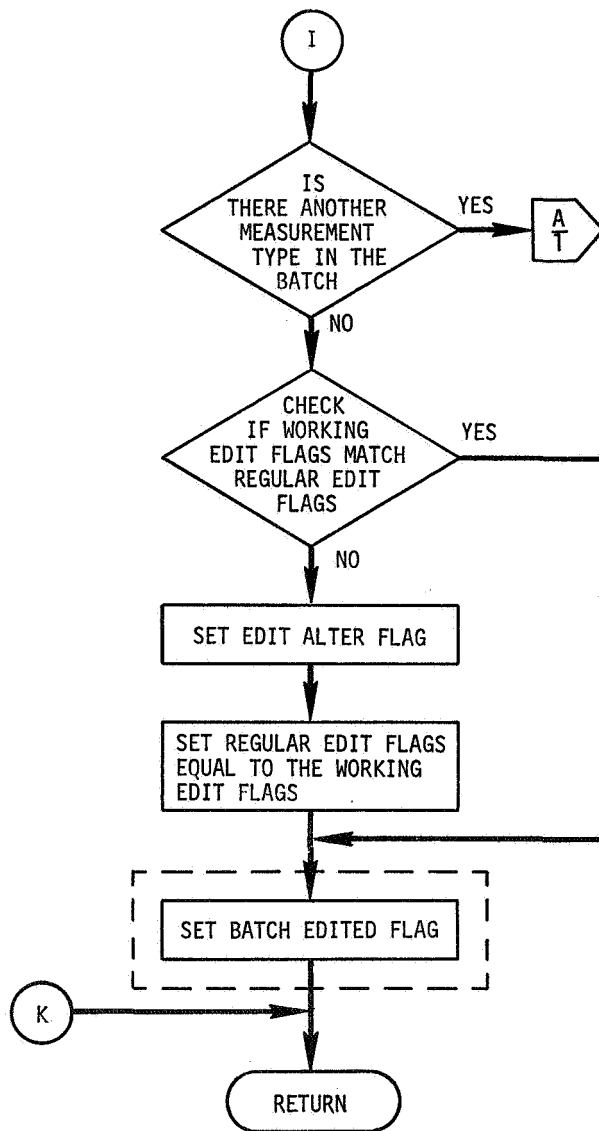 I
IS
THERE ANOTHER
MEASUREMENT
TYPE IN THE
BATCH
YES
A
T
NO
CHECK
IF WORKING
EDIT FLAGS MATCH
REGULAR EDIT
FLAGS
YES
NO
SET EDIT ALTER FLAG
SET REGULAR EDIT FLAGS
EQUAL TO THE WORKING
EDIT FLAGS
SET BATCH EDITED FLAG
K
RETURN